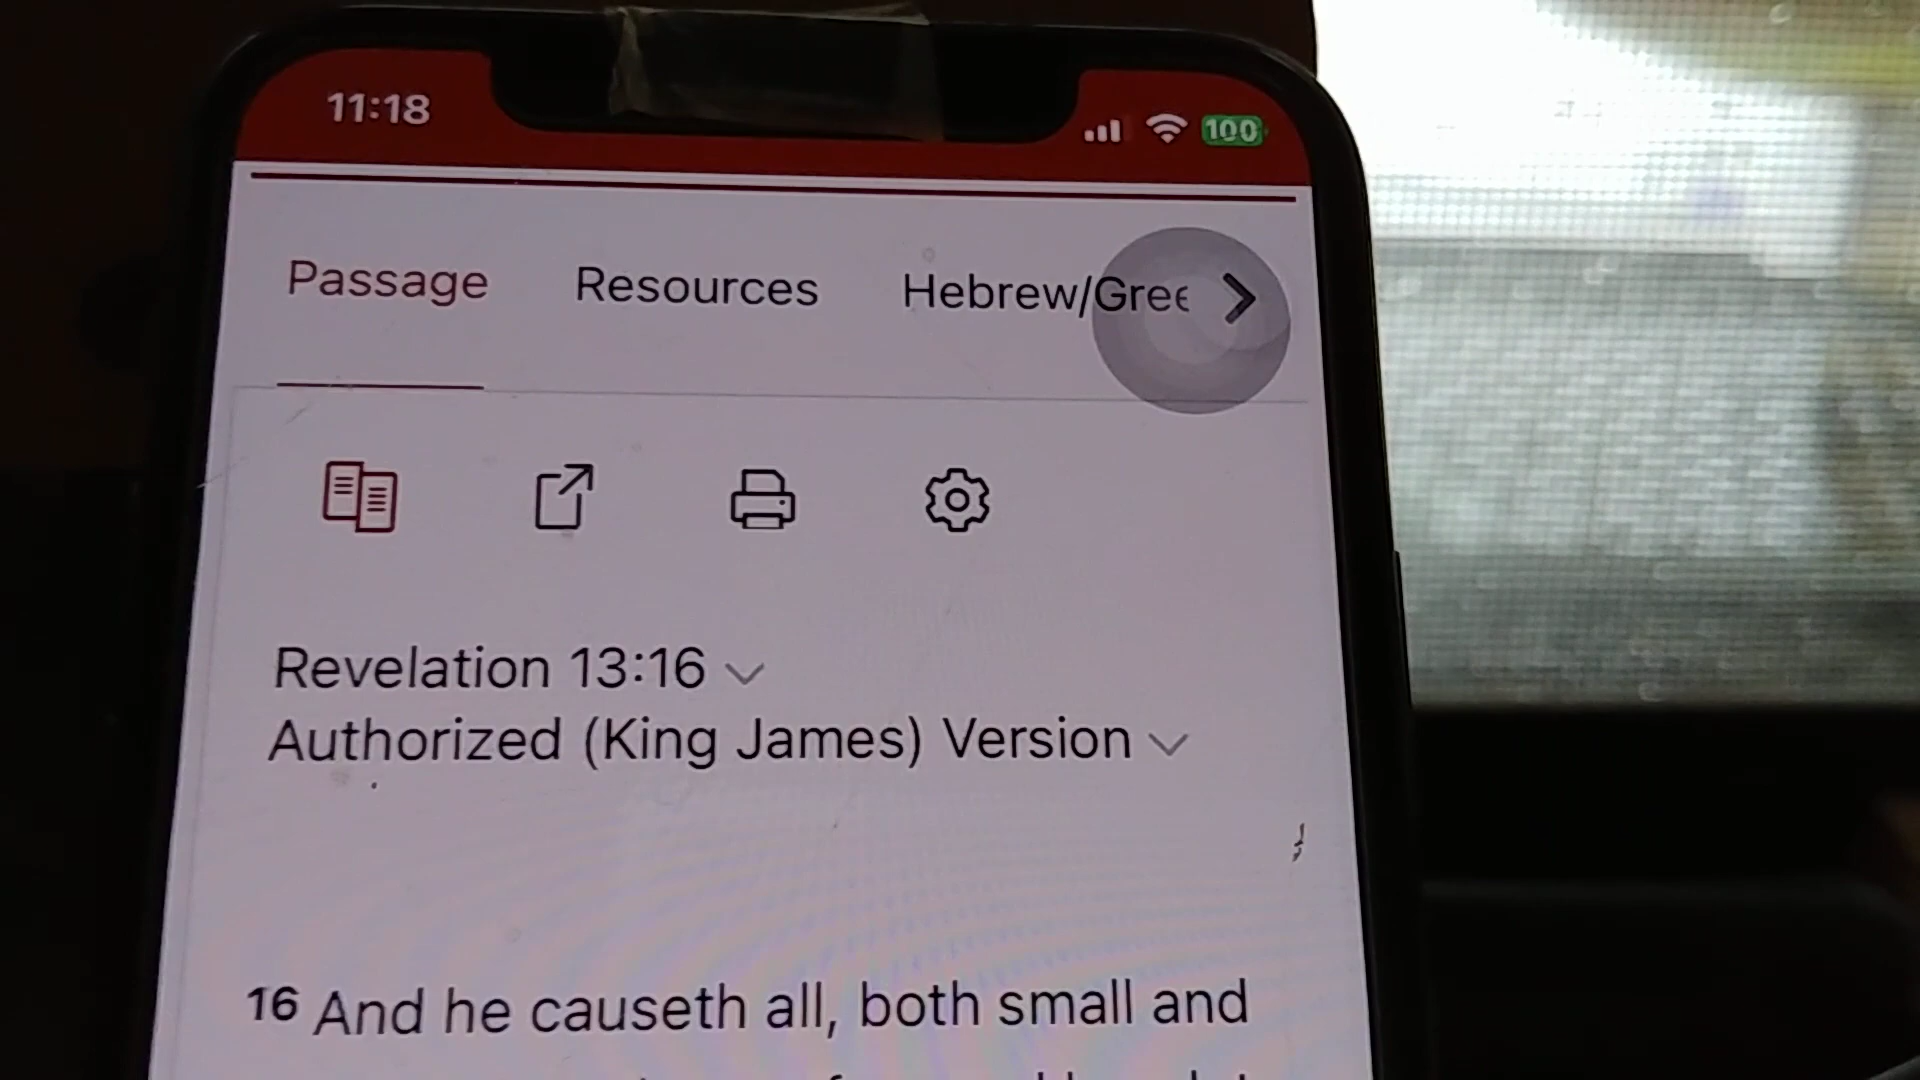 11:18
100
Passage Resources Hebrew/Gree
Revelation 13:16
Authorized (King James) Version
16 And he causeth all, both small and